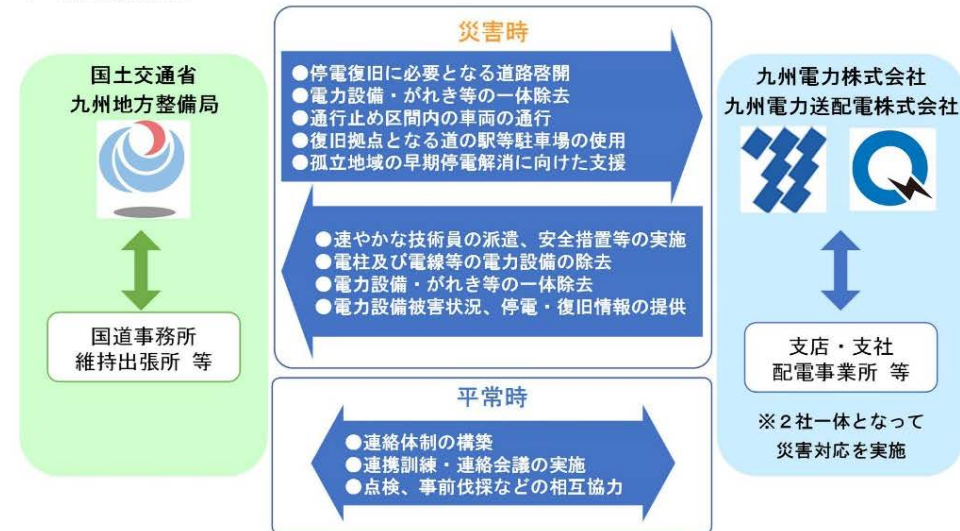 国土交通省
九州地方整備局
国道事務所
維持出張所 等
災害時
●停電復旧に必要となる道路啓開
●電力設備・がれき等の一体除去
●通行止め区間内の車両の通行
●復旧拠点となる道の駅等駐車場の使用
●孤立地域の早期停電解消に向けた支援
●速やかな技術員の派遣、安全措置等の実施
●電柱及び電線等の電力設備の除去
●電力設備・がれき等の一体除去
●電力設備被害状況、停電・復旧情報の提供
平常時
●連絡体制の構築
●連携訓練・連絡会議の実施
●点検、事前伐採などの相互協力
九州電力株式会社
九州電力送配電株式会社
支店・支社
配電事業所 等
※２社一体となって
災害対応を実施